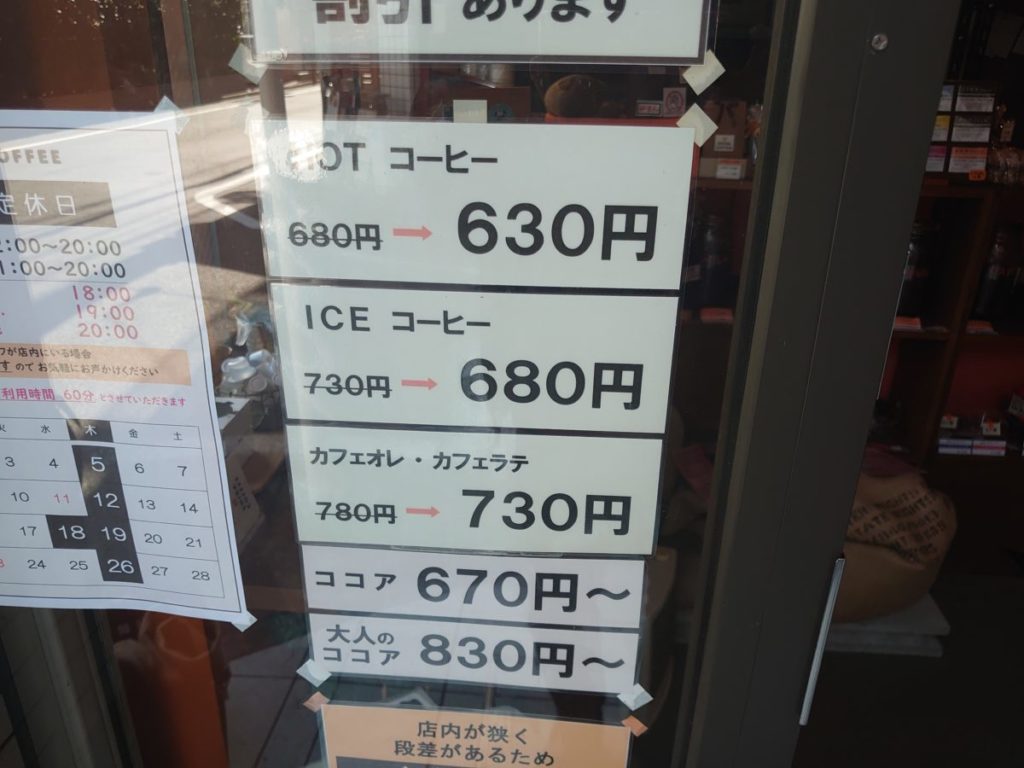 割引 あります
HOT コーヒー
680円 → 630円
ICE コーヒー
730円 → 680円
カフェオレ・カフェラテ
780円 → 730円
ココア 670円～
大人の
ココア 830円～
店内が狭く
段差があるため
OFFEE
定休日
2:00～20:00
1:00～20:00
18:00
19:00
20:00
が店内にいる場合
す のでお気軽にお声かけください
利用時間 60分 とさせていただきます
火 水 木 金 土
3 4 5 6 7
10 11 12 13 14
17 18 19 20 21
24 25 26 27 28